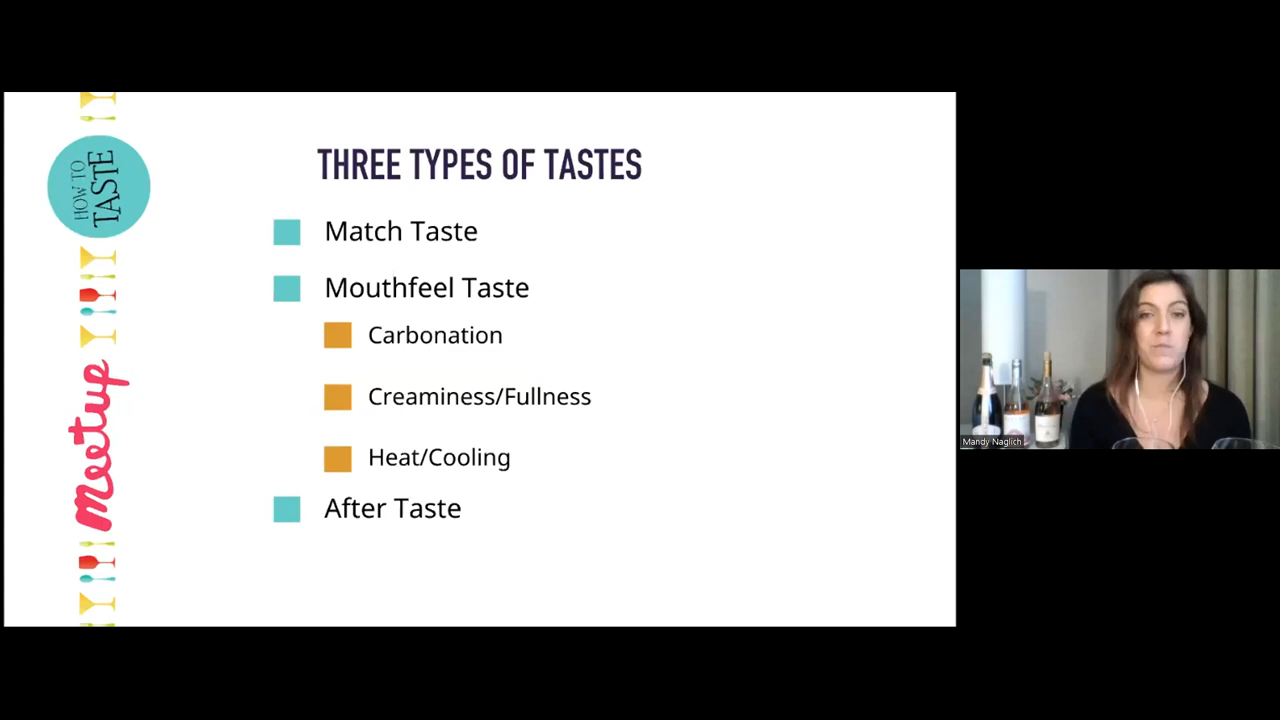 HOW TO
TASTE
meetup
THREE TYPES OF TASTES
Match Taste
Mouthfeel Taste
Carbonation
Creaminess/Fullness
Heat/Cooling
After Taste
Mandy Naglich